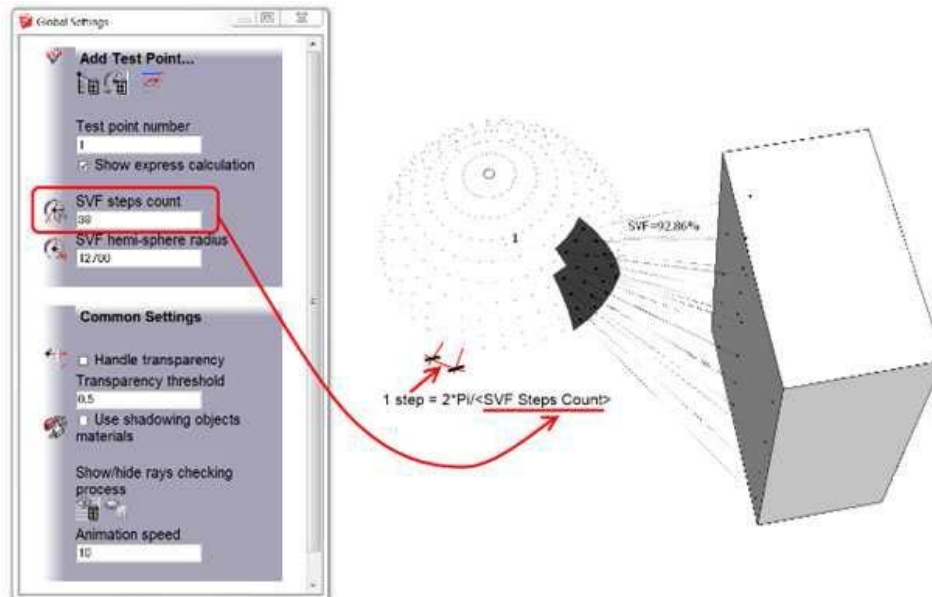 Global Settings
Add Test Point...
Test point number
1
Show express calculation
SVF steps count
38
SVF hemi-sphere radius
12700
Common Settings
Handle transparency
Transparency threshold
0.5
Use shadowing objects
materials
Show/hide rays checking
process
Animation speed
10
1
SVF=92.86%
1 step = 2*Pi/<SVF Steps Count>